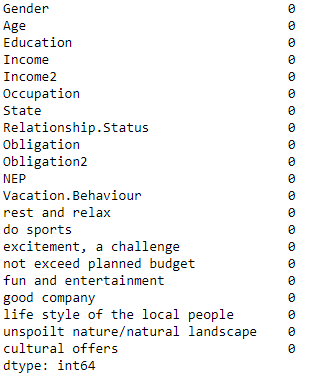 Gender 0
Age 0
Education 0
Income 0
Income2 0
Occupation 0
State 0
Relationship.Status 0
Obligation 0
Obligation2 0
NEP 0
Vacation.Behaviour 0
rest and relax 0
do sports 0
excitement, a challenge 0
not exceed planned budget 0
fun and entertainment 0
good company 0
life style of the local people 0
unspoilt nature/natural landscape 0
cultural offers 0
dtype: int64